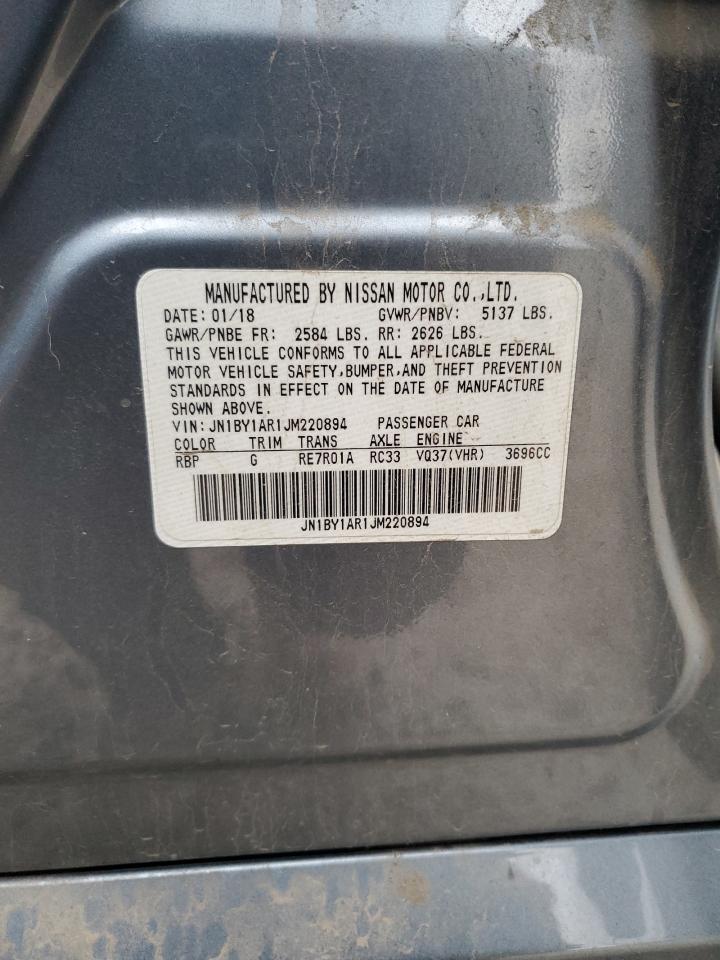 MANUFACTURED BY NISSAN MOTOR CO.,LTD.
DATE: 01/18 GVWR/PNBV: 5137 LBS.
GAWR/PNBE FR: 2584 LBS. RR: 2626 LBS.
THIS VEHICLE CONFORMS TO ALL APPLICABLE FEDERAL
MOTOR VEHICLE SAFETY,BUMPER,AND THEFT PREVENTION
STANDARDS IN EFFECT ON THE DATE OF MANUFACTURE
SHOWN ABOVE.
VIN: JN1BY1AR1JM220894 PASSENGER CAR
COLOR TRIM TRANS AXLE ENGINE
RBP G RE7R01A RC33 VQ37(VHR) 3696CC
JN1BY1AR1JM220894